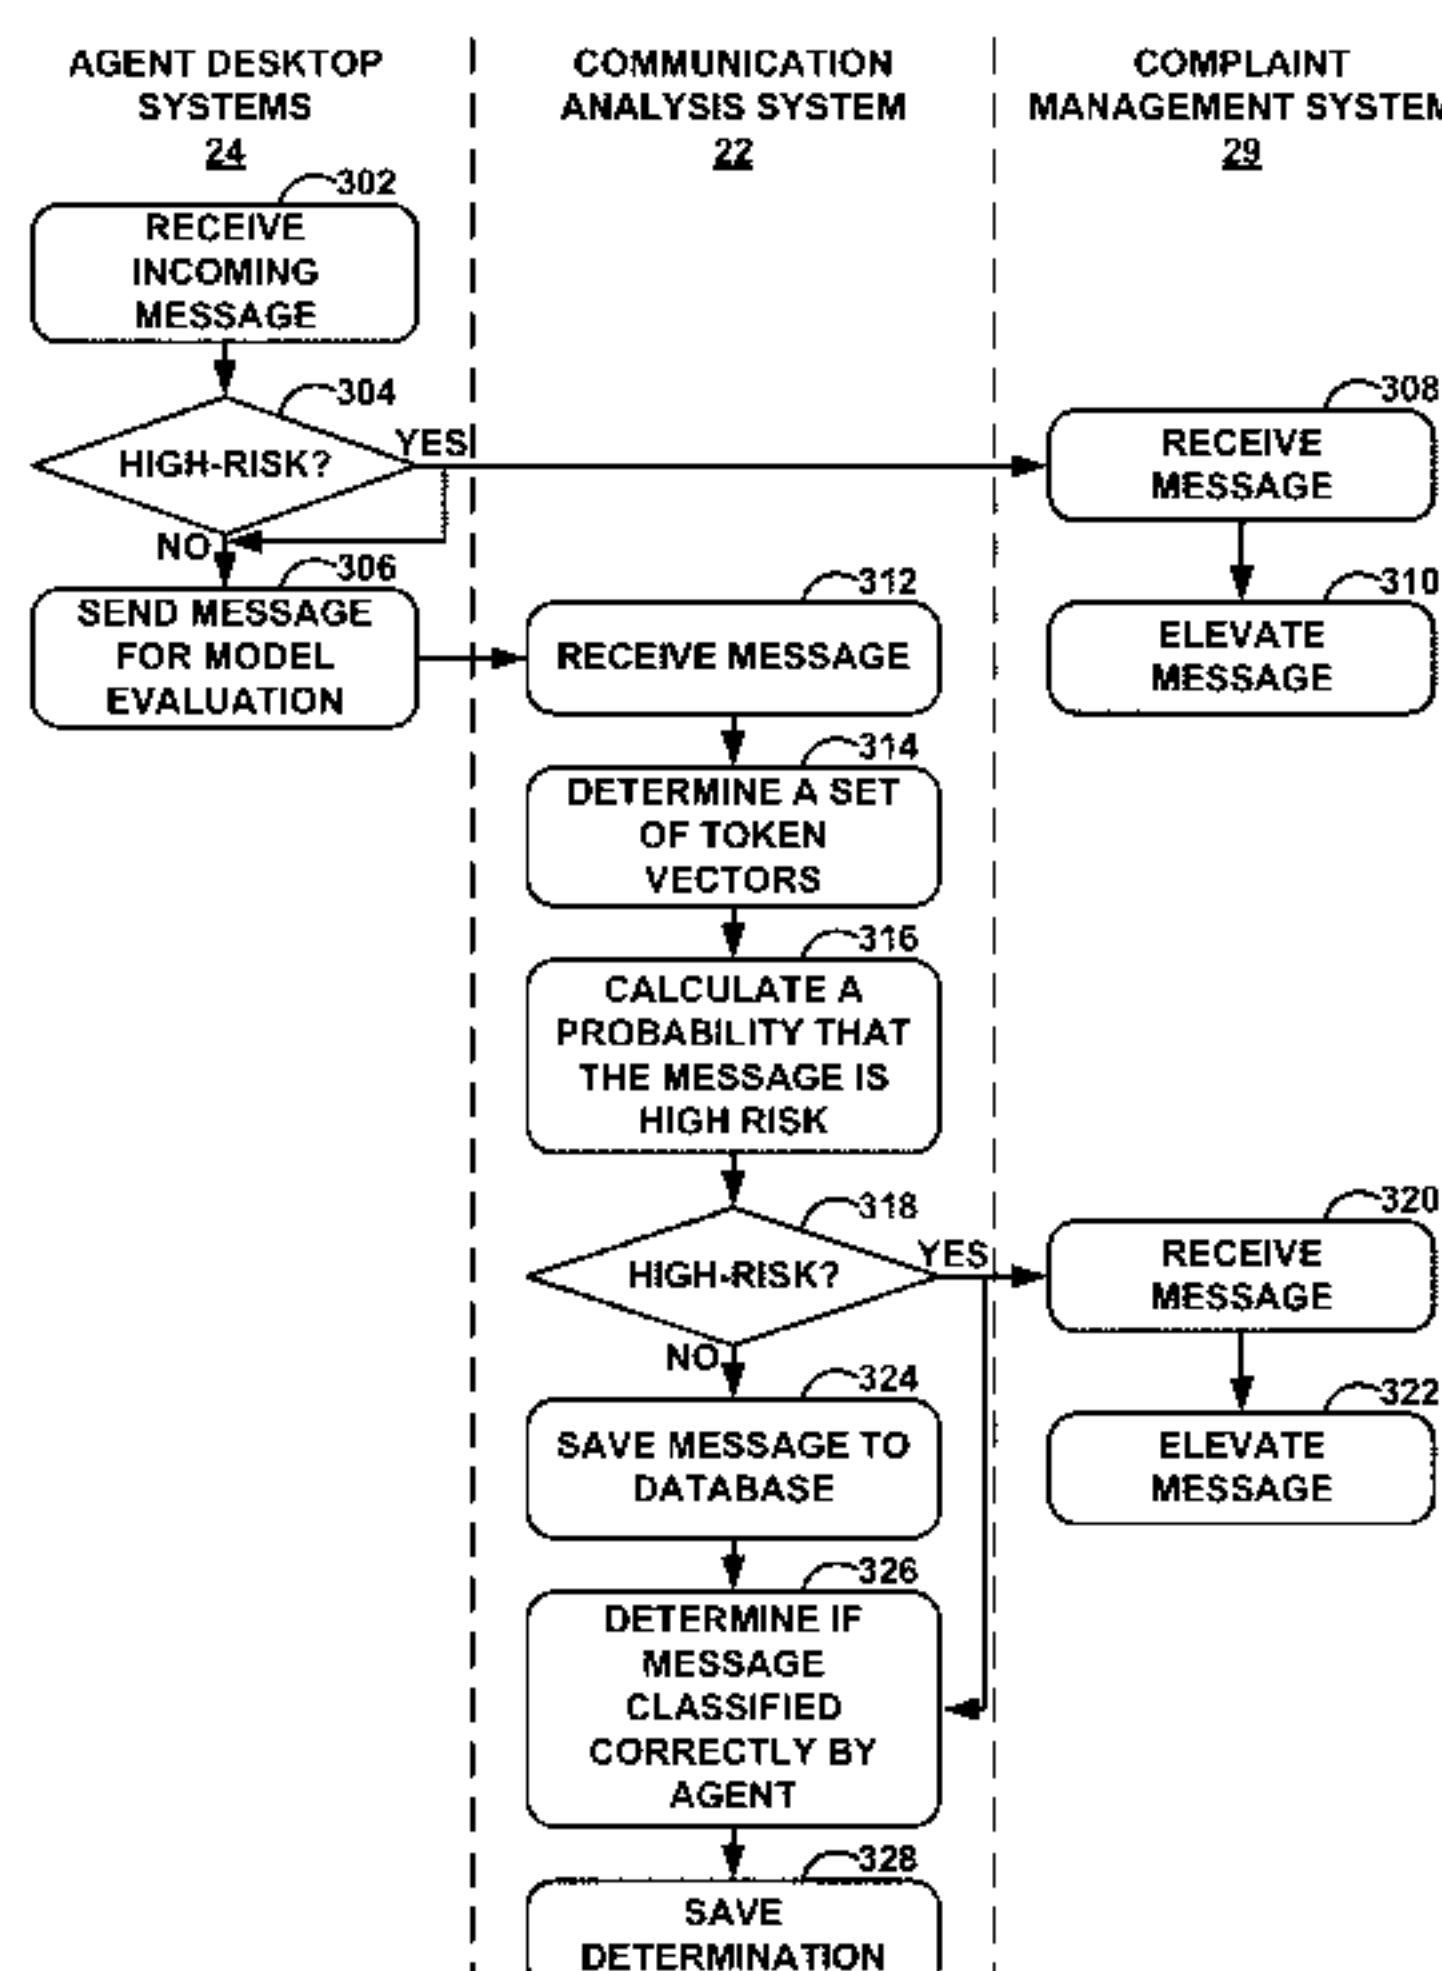 AGENT DESKTOP
SYSTEMS
24
COMMUNICATION
ANALYSIS SYSTEM
22
COMPLAINT
MANAGEMENT SYSTEM
29
302
RECEIVE
INCOMING
MESSAGE
304
HIGH-RISK?
YES
NO
306
SEND MESSAGE
FOR MODEL
EVALUATION
308
RECEIVE
MESSAGE
310
ELEVATE
MESSAGE
312
RECEIVE MESSAGE
314
DETERMINE A SET
OF TOKEN
VECTORS
316
CALCULATE A
PROBABILITY THAT
THE MESSAGE IS
HIGH RISK
318
HIGH-RISK?
YES
NO
320
RECEIVE
MESSAGE
322
ELEVATE
MESSAGE
324
SAVE MESSAGE TO
DATABASE
326
DETERMINE IF
MESSAGE
CLASSIFIED
CORRECTLY BY
AGENT
328
SAVE
DETERMINATION